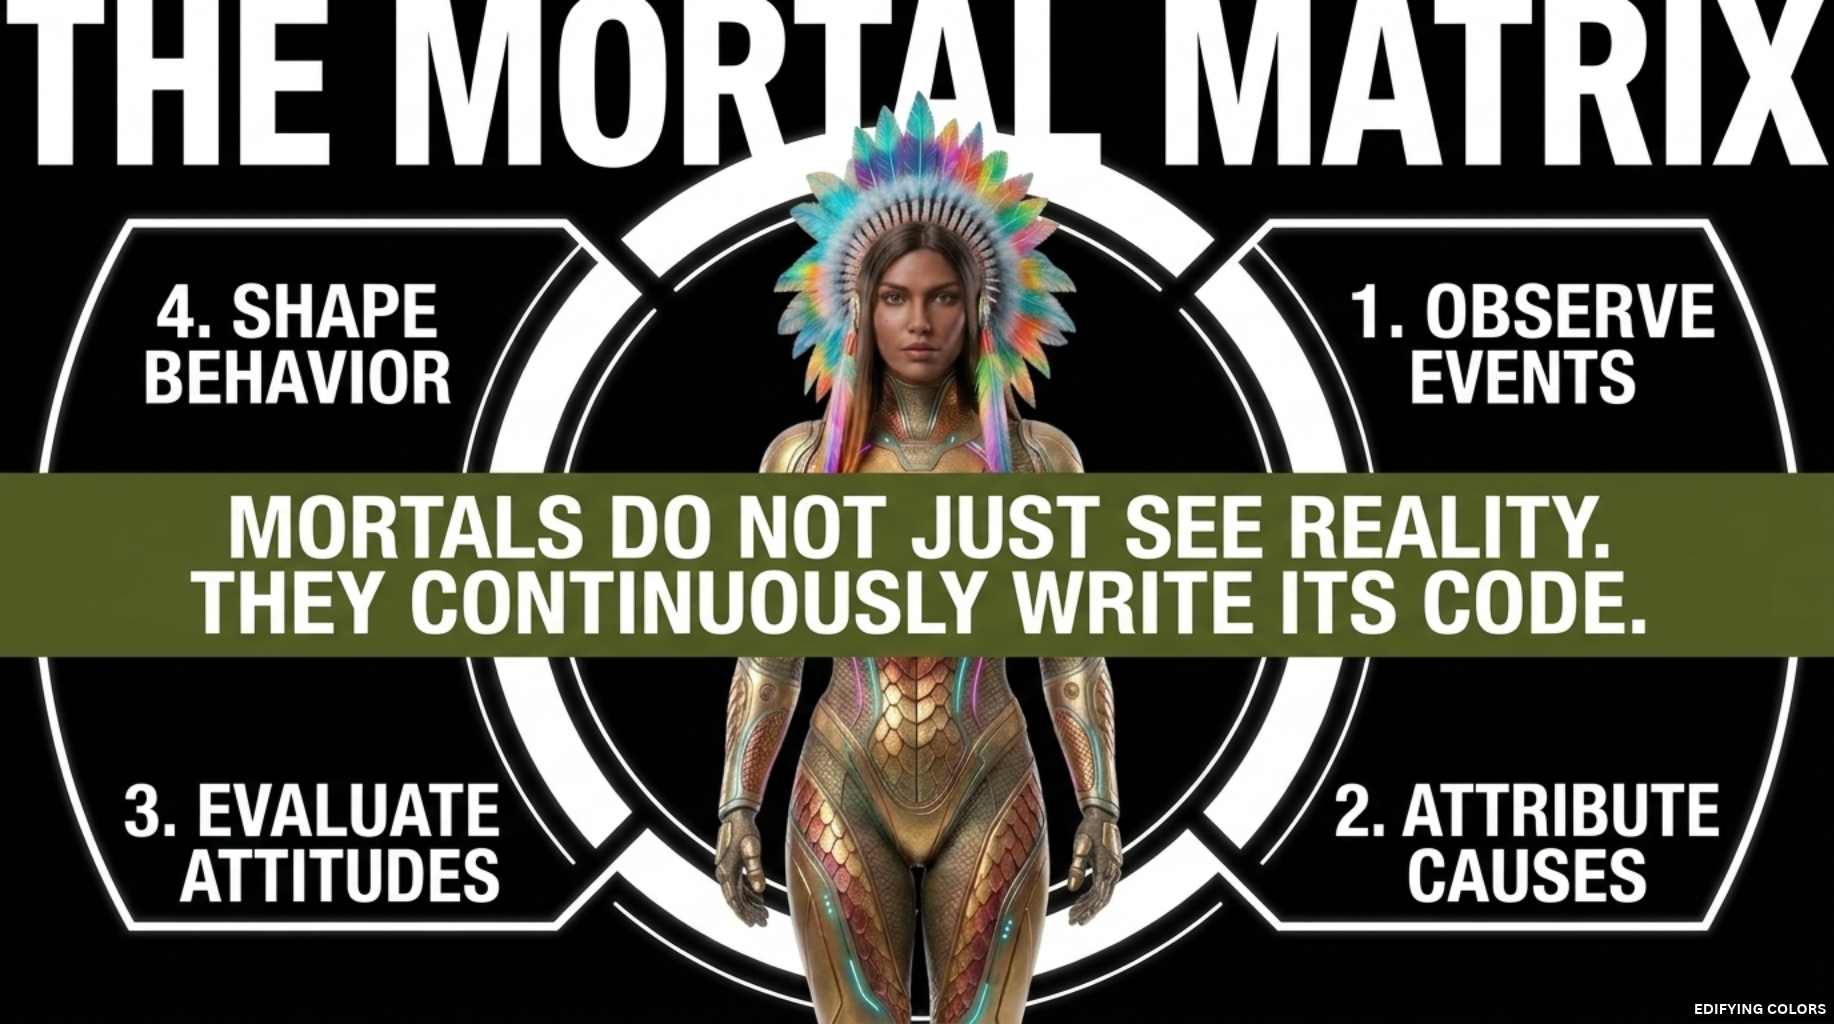 THE MORTAL MATRIX
4. SHAPE
BEHAVIOR
1. OBSERVE
EVENTS
MORTALS DO NOT JUST SEE REALITY.
THEY CONTINUOUSLY WRITE ITS CODE.
3. EVALUATE
ATTITUDES
2. ATTRIBUTE
CAUSES
EDIFYING COLORS